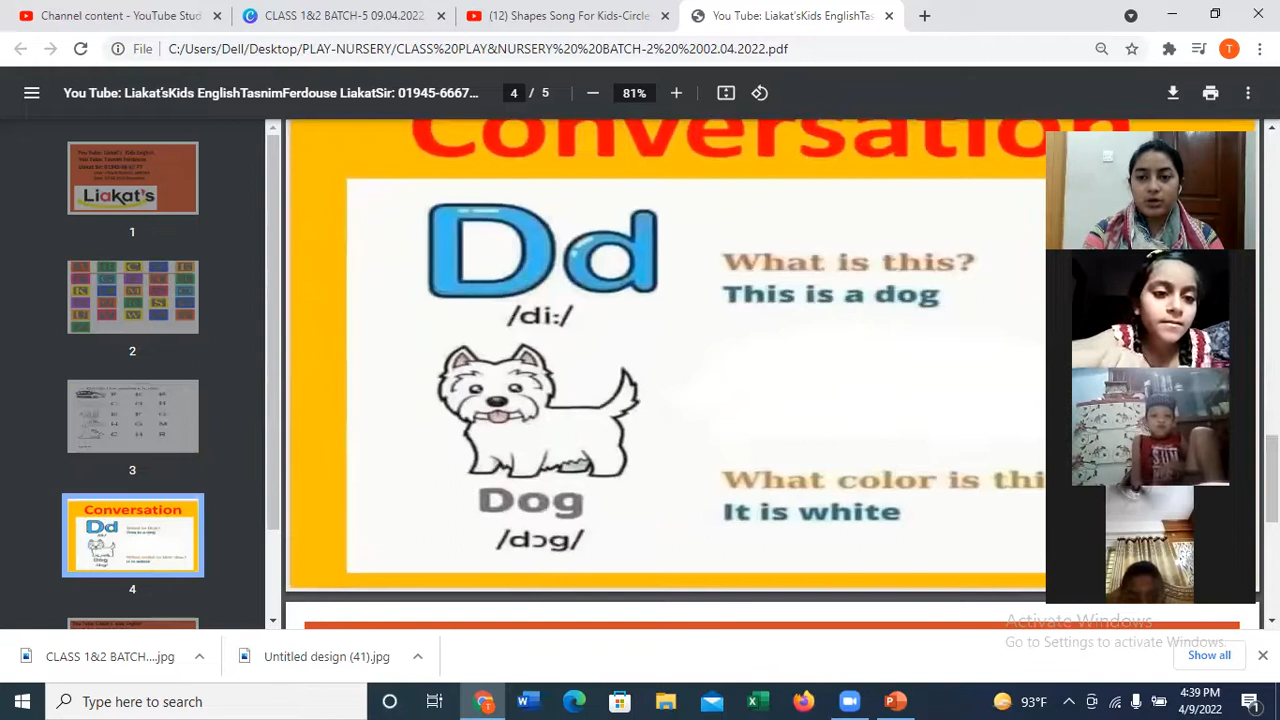 Channel content - YouTube Stud
CLASS 1&2 BATCH-5 09.04.2022
(12) Shapes Song For Kids-Circle
You Tube: Liakat'sKids EnglishTas
File
C:/Users/Dell/Desktop/PLAY-NURSERY/CLASS%20PLAY&NURSERY%20%20BATCH-2%20%2002.04.2022.pdf
T
You Tube: Liakat'sKids EnglishTasnimFerdouse LiakatSir: 01945-6667...
4 / 5
81%
Liakat's
1
2
3
Conversation
Dd
4
Conversation
Dd
/di:/
What is this?
This is a dog
Dog
/dɔg/
What color is thi
It is white
Activate Windows
Go to Settings to activate Windows.
CLASS 1&2 BATCH....jpg
Untitled design (41).jpg
Show all
Type here to search
93°F
4:39 PM
4/9/2022